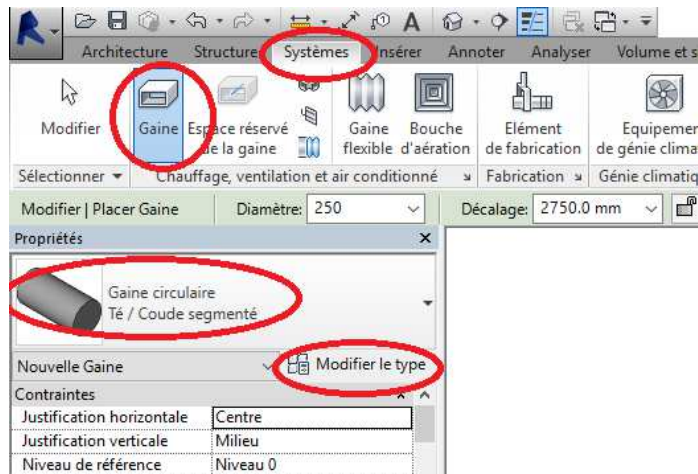 Architecture Structure Systèmes Insérer Annoter Analyser Volume et s
Modifier Gaine Espace réservé de la gaine Gaine flexible Bouche d'aération Elément de fabrication Equipemer de génie clima
Sélectionner Chauffage, ventilation et air conditionné Fabrication Génie climatiq
Modifier | Placer Gaine Diamètre: 250 Décalage: 2750.0 mm
Propriétés
Gaine circulaire
Té / Coude segmenté
Nouvelle Gaine Modifier le type
Contraintes
Justification horizontale Centre
Justification verticale Milieu
Niveau de référence Niveau 0